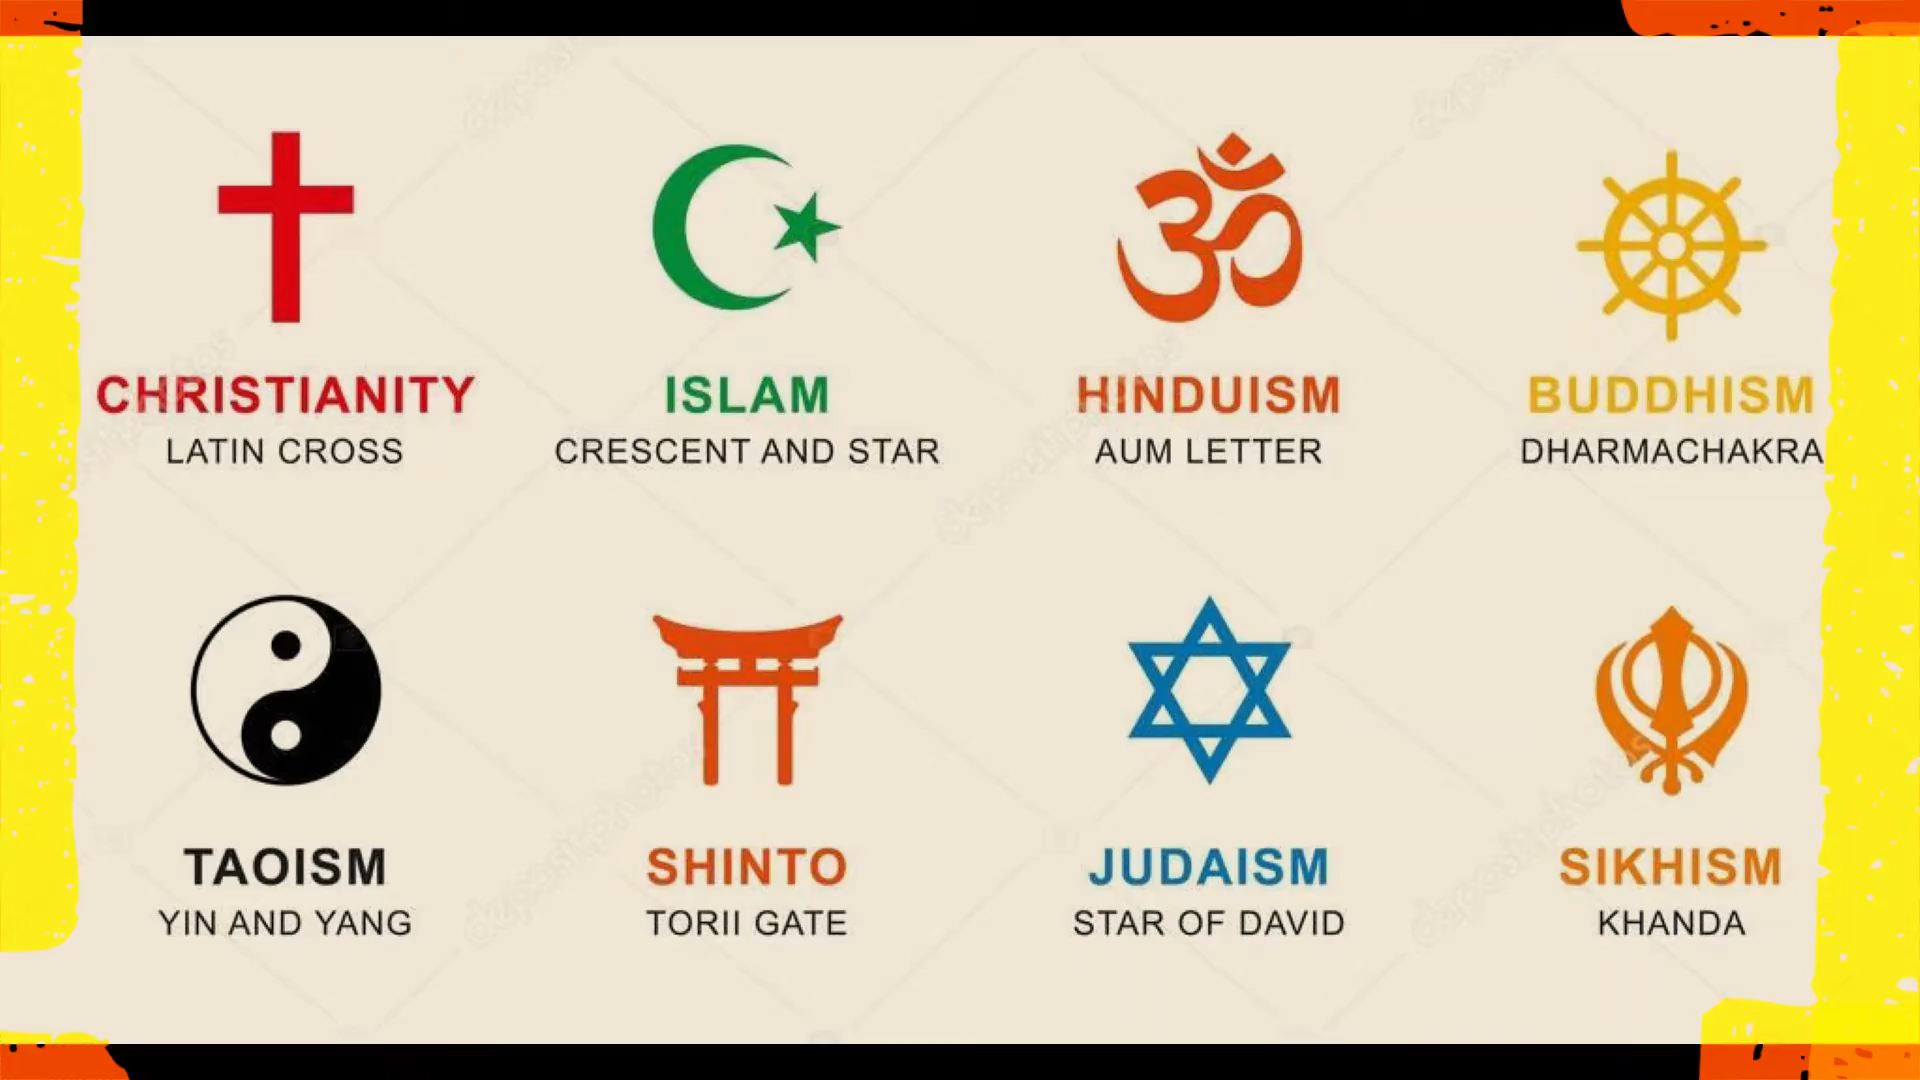 CHRISTIANITY
LATIN CROSS
ISLAM
CRESCENT AND STAR
HINDUISM
AUM LETTER
BUDDHISM
DHARMACHAKRA
TAOISM
YIN AND YANG
SHINTO
TORII GATE
JUDAISM
STAR OF DAVID
SIKHISM
KHANDA
depositphotos